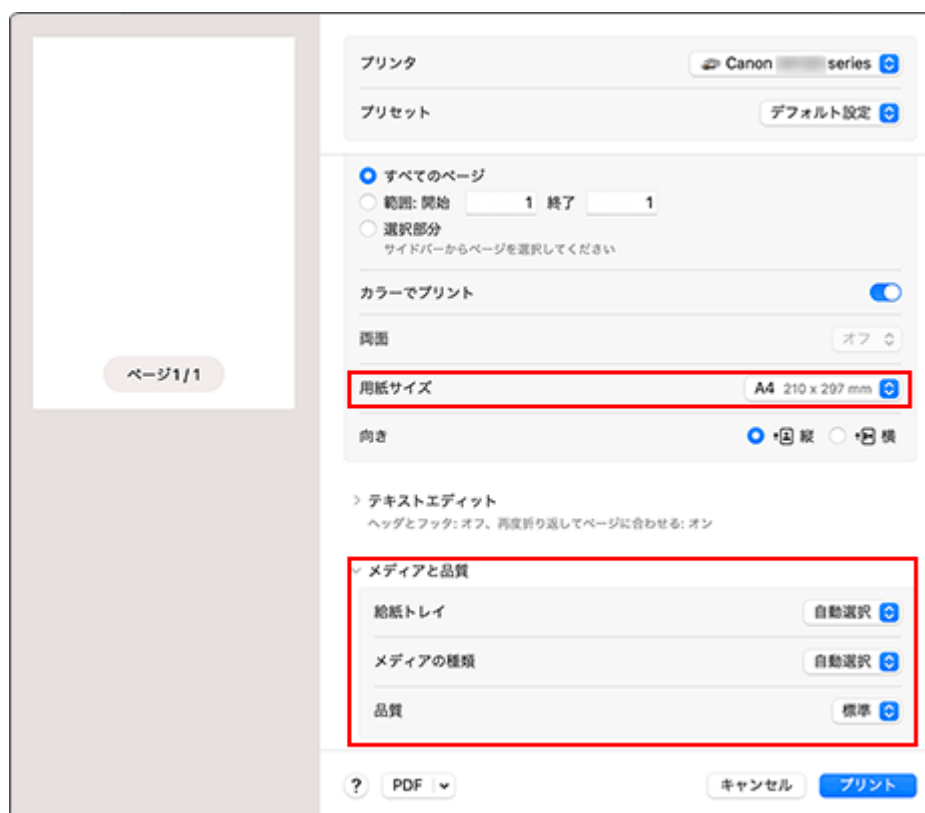 ページ1/1
プリンタ
Canon series
プリセット
デフォルト設定
すべてのページ
範囲: 開始 1 終了 1
選択部分
サイドバーからページを選択してください
カラーでプリント
両面
オフ
用紙サイズ
A4 210 x 297 mm
向き
縦 横
テキストエディット
ヘッダとフッタ: オフ、再度折り返してページに合わせる: オン
メディアと品質
給紙トレイ
自動選択
メディアの種類
自動選択
品質
標準
? PDF
キャンセル
プリント